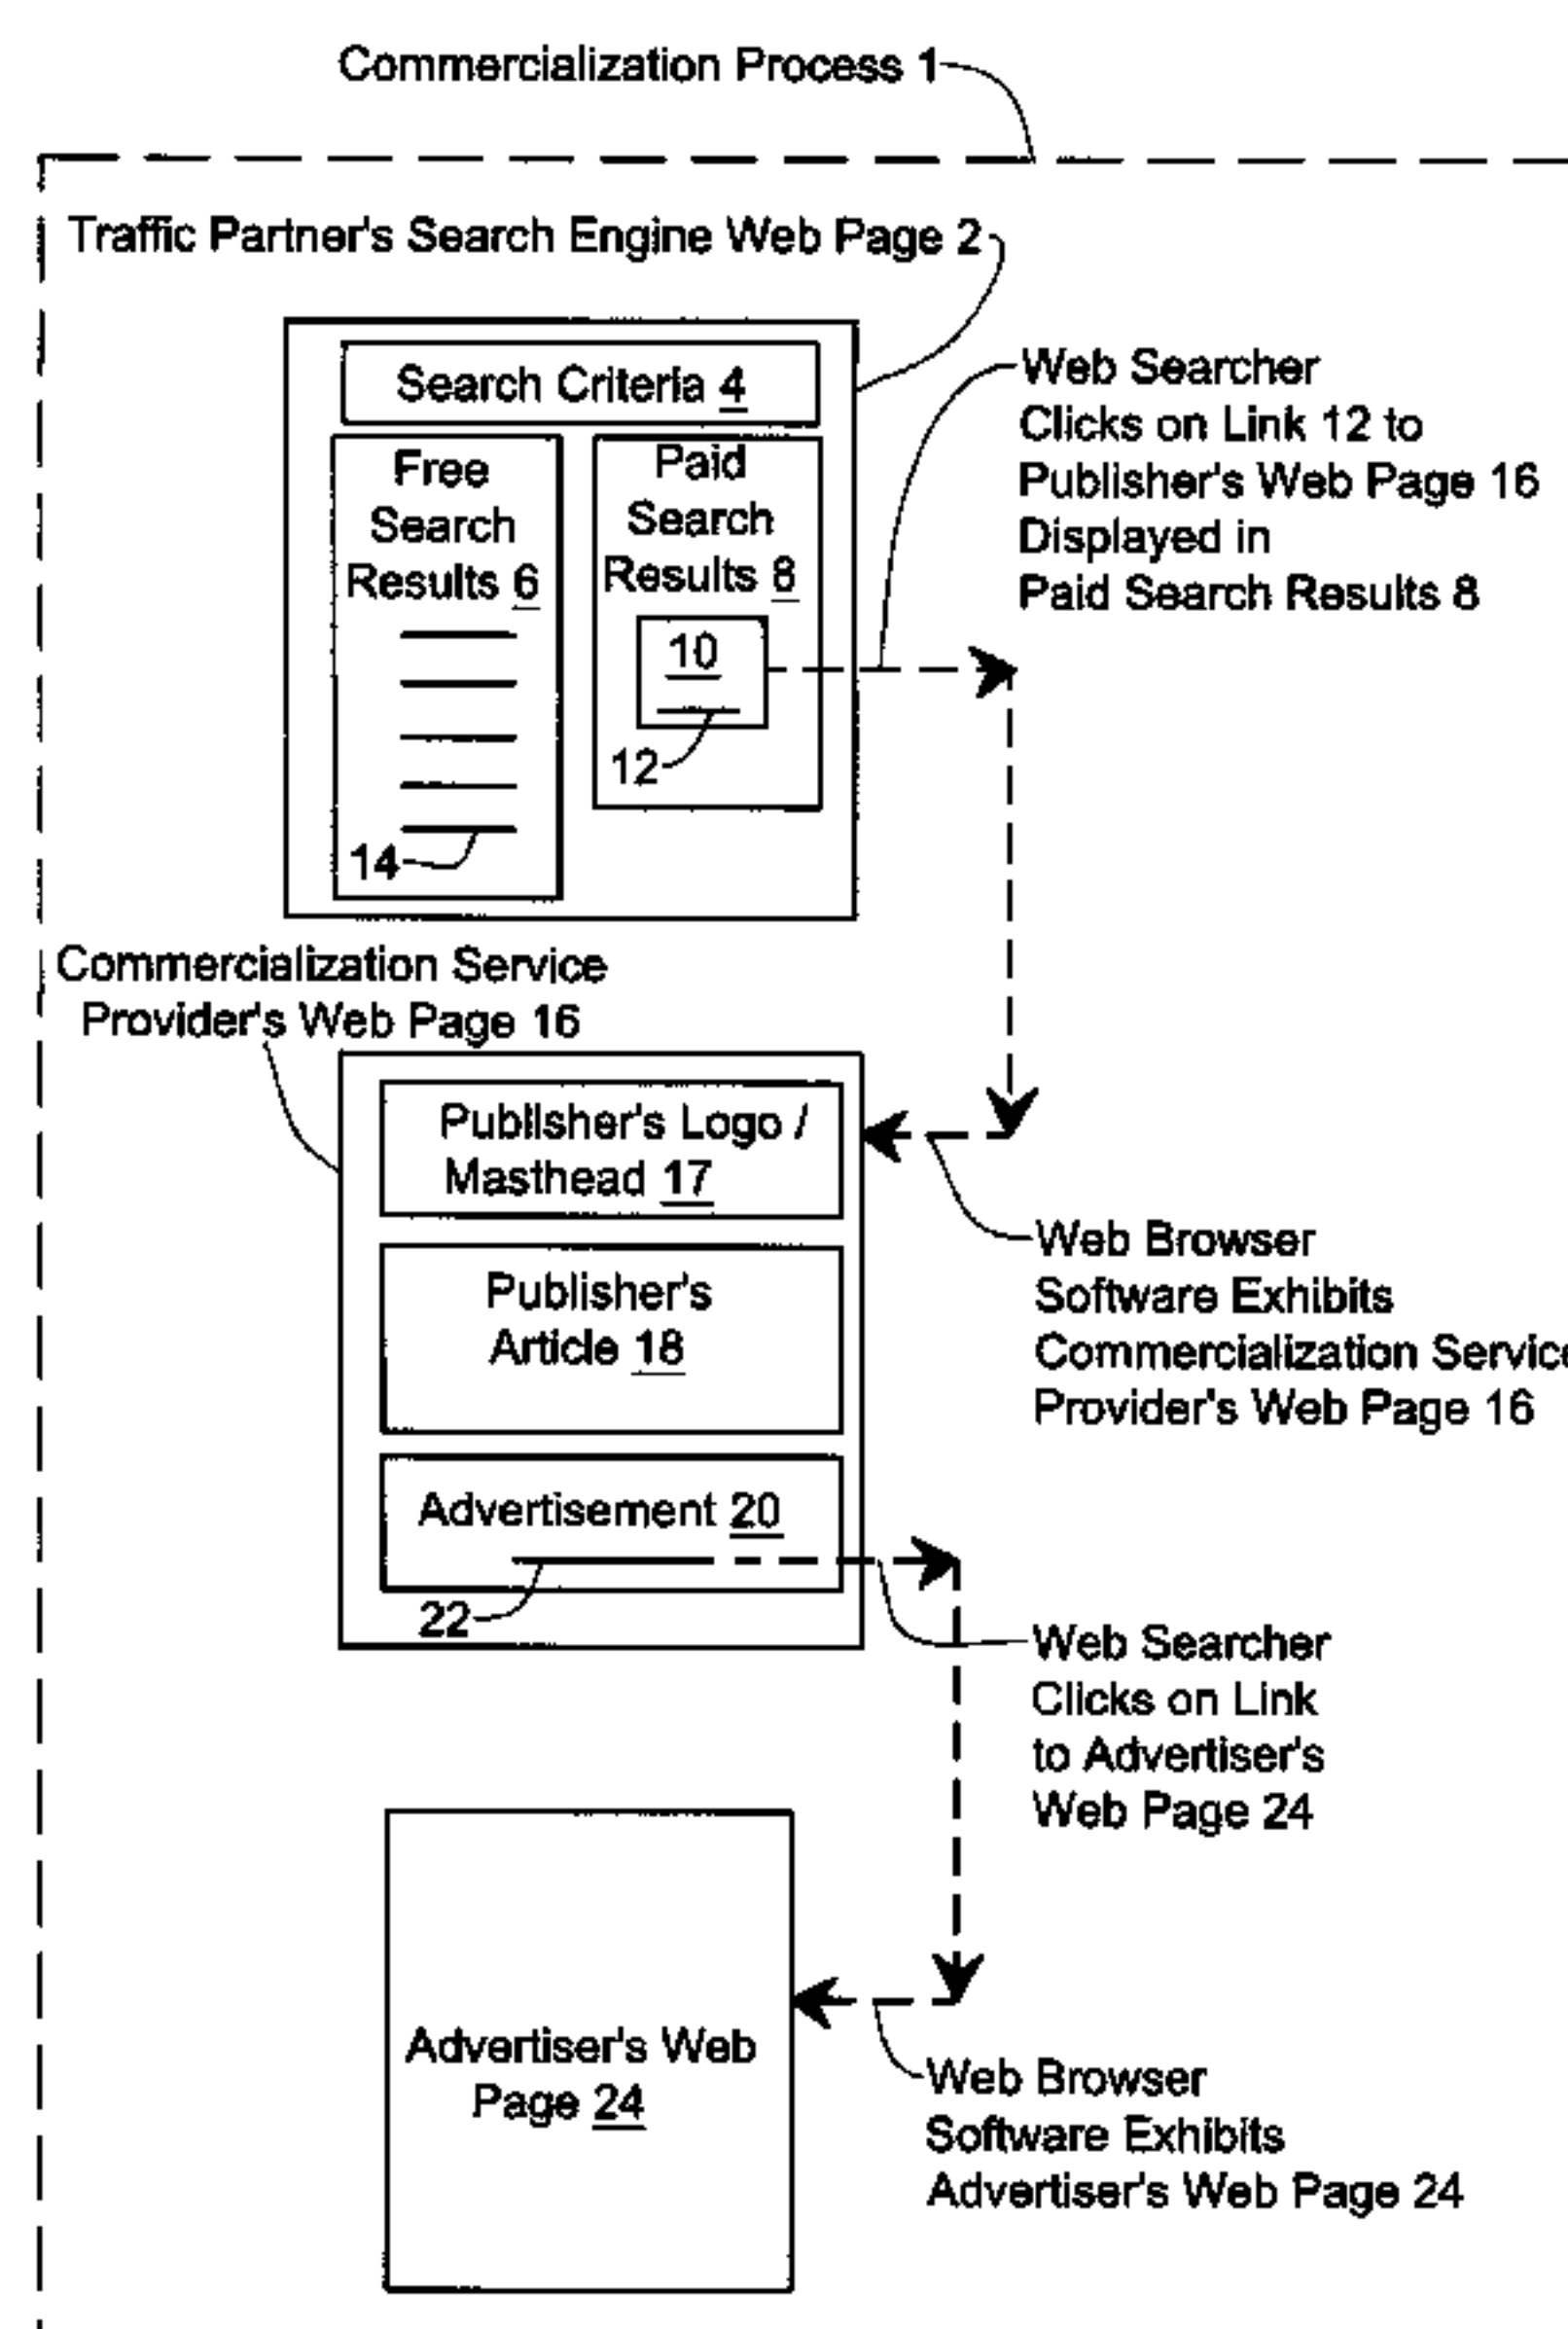 Commercialization Process 1
Traffic Partner's Search Engine Web Page 2
Search Criteria 4
Free
Search
Results 6
14
Paid
Search
Results 8
10
12
Web Searcher
Clicks on Link 12 to
Publisher's Web Page 16
Displayed in
Paid Search Results 8
Commercialization Service
Provider's Web Page 16
Publisher's Logo /
Masthead 17
Publisher's
Article 18
Advertisement 20
22
Web Browser
Software Exhibits
Commercialization Service
Provider's Web Page 16
Web Searcher
Clicks on Link
to Advertiser's
Web Page 24
Advertiser's Web
Page 24
Web Browser
Software Exhibits
Advertiser's Web Page 24